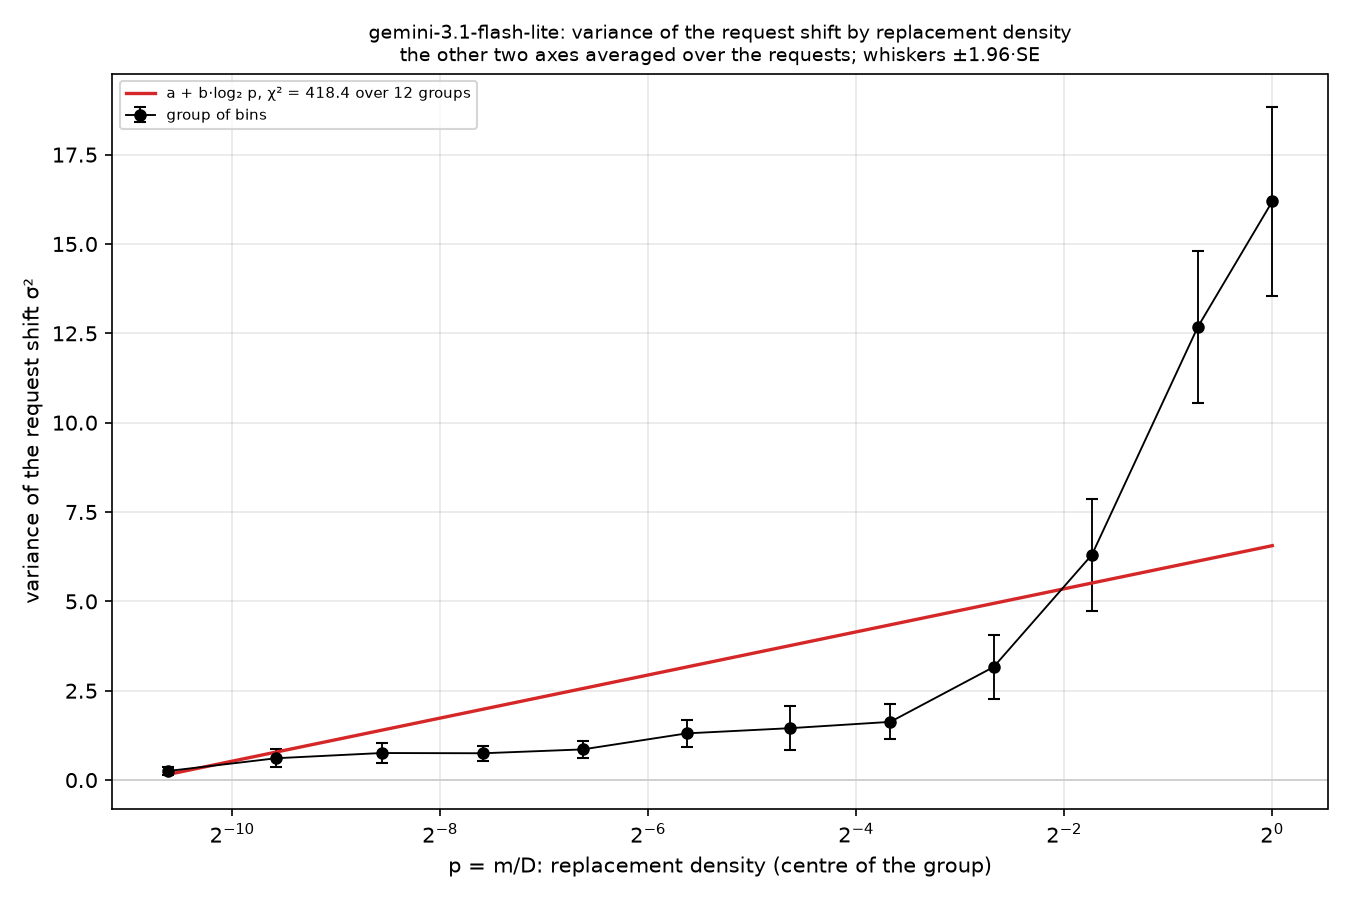 gemini-3.1-flash-lite: variance of the request shift by replacement density
the other two axes averaged over the requests; whiskers ±1.96·SE
a + b·log₂ p, χ² = 418.4 over 12 groups
group of bins
variance of the request shift σ²
17.5
15.0
12.5
10.0
7.5
5.0
2.5
0.0
2⁻¹⁰ 2⁻⁸ 2⁻⁶ 2⁻⁴ 2⁻² 2⁰
p = m/D: replacement density (centre of the group)